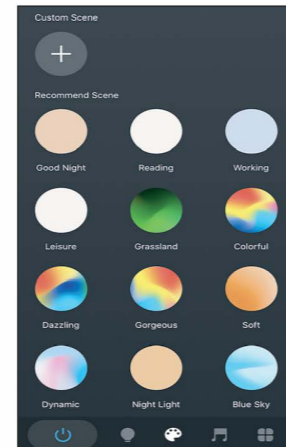 Custom Scene
Recommend Scene
Good Night Reading Working
Leisure Grassland Colorful
Dazzling Gorgeous Soft
Dynamic Night Light Blue Sky